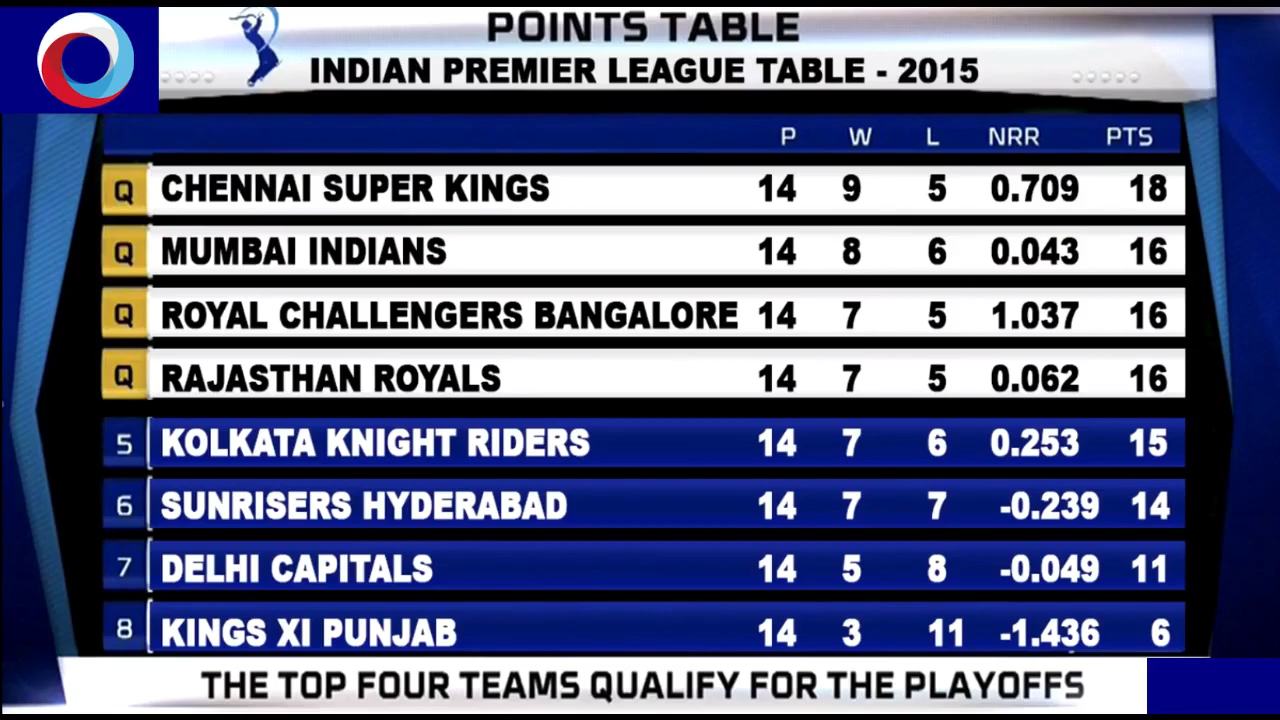 POINTS TABLE
INDIAN PREMIER LEAGUE TABLE - 2015
P W L NRR PTS
Q CHENNAI SUPER KINGS 14 9 5 0.709 18
Q MUMBAI INDIANS 14 8 6 0.043 16
Q ROYAL CHALLENGERS BANGALORE 14 7 5 1.037 16
Q RAJASTHAN ROYALS 14 7 5 0.062 16
5 KOLKATA KNIGHT RIDERS 14 7 6 0.253 15
6 SUNRISERS HYDERABAD 14 7 7 -0.239 14
7 DELHI CAPITALS 14 5 8 -0.049 11
8 KINGS XI PUNJAB 14 3 11 -1.436 6
THE TOP FOUR TEAMS QUALIFY FOR THE PLAYOFFS